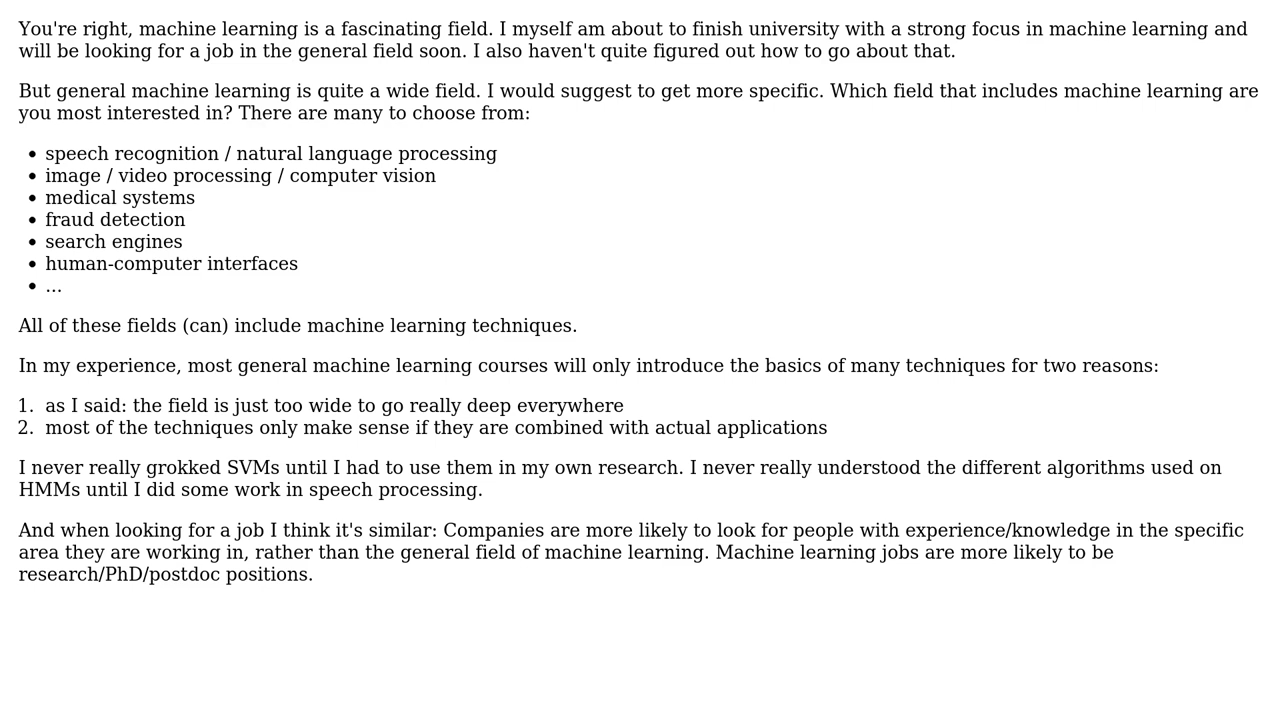 You're right, machine learning is a fascinating field. I myself am about to finish university with a strong focus in machine learning and
will be looking for a job in the general field soon. I also haven't quite figured out how to go about that.
But general machine learning is quite a wide field. I would suggest to get more specific. Which field that includes machine learning are
you most interested in? There are many to choose from:
• speech recognition / natural language processing
• image / video processing / computer vision
• medical systems
• fraud detection
• search engines
• human-computer interfaces
• ...
All of these fields (can) include machine learning techniques.
In my experience, most general machine learning courses will only introduce the basics of many techniques for two reasons:
1. as I said: the field is just too wide to go really deep everywhere
2. most of the techniques only make sense if they are combined with actual applications
I never really grokked SVMs until I had to use them in my own research. I never really understood the different algorithms used on
HMMs until I did some work in speech processing.
And when looking for a job I think it's similar: Companies are more likely to look for people with experience/knowledge in the specific
area they are working in, rather than the general field of machine learning. Machine learning jobs are more likely to be
research/PhD/postdoc positions.